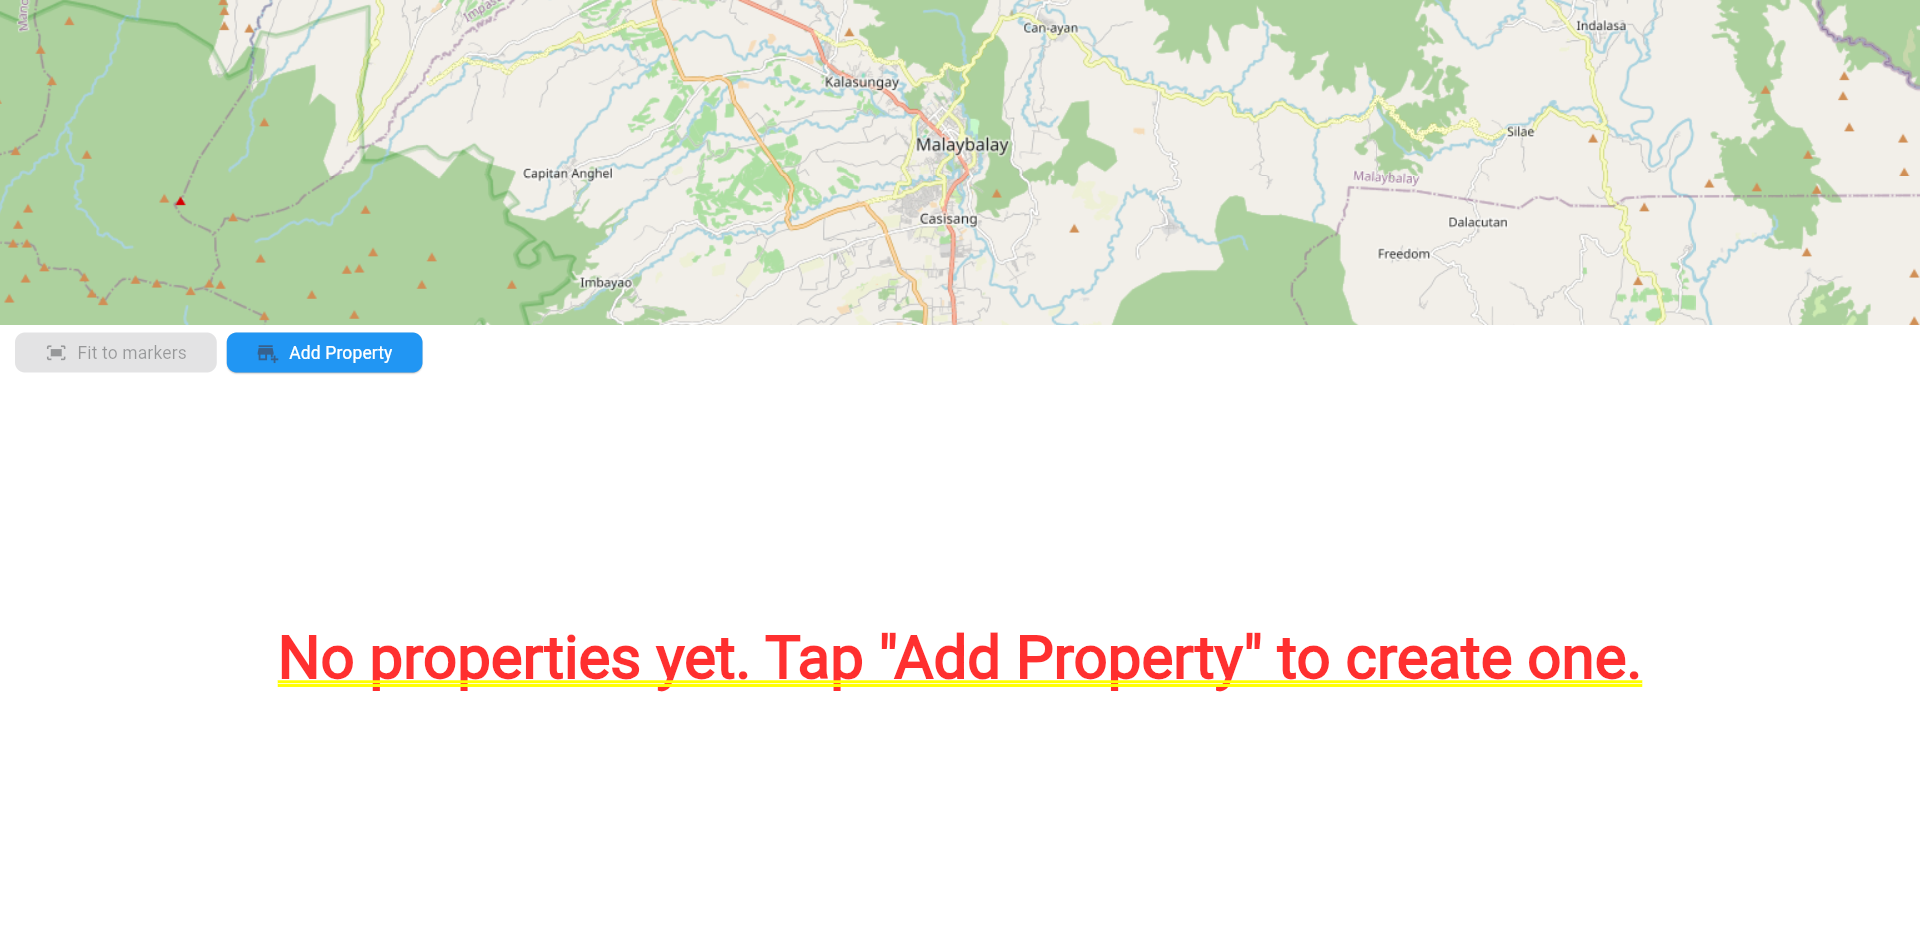 Impas
Can-ayan
Indalasa
Kalasungay
Silae
Malaybalay
Capitan Anghel
Malaybalay
Casisang
Dalacutan
Freedom
Imbayao
Fit to markers
Add Property
No properties yet. Tap "Add Property" to create one.